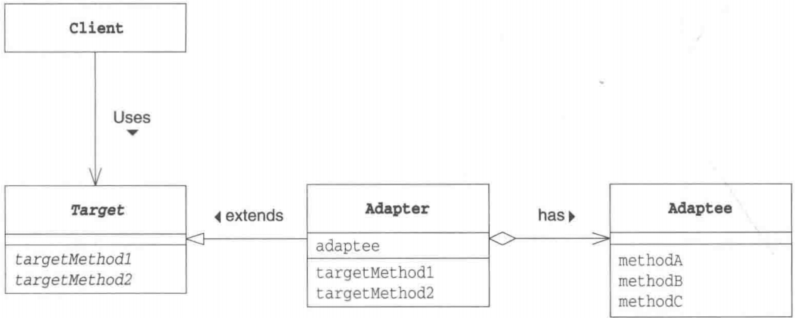 Client
Uses
Target
targetMethod1
targetMethod2
extends
Adapter
adaptee
targetMethod1
targetMethod2
has
Adaptee
methodA
methodB
methodC